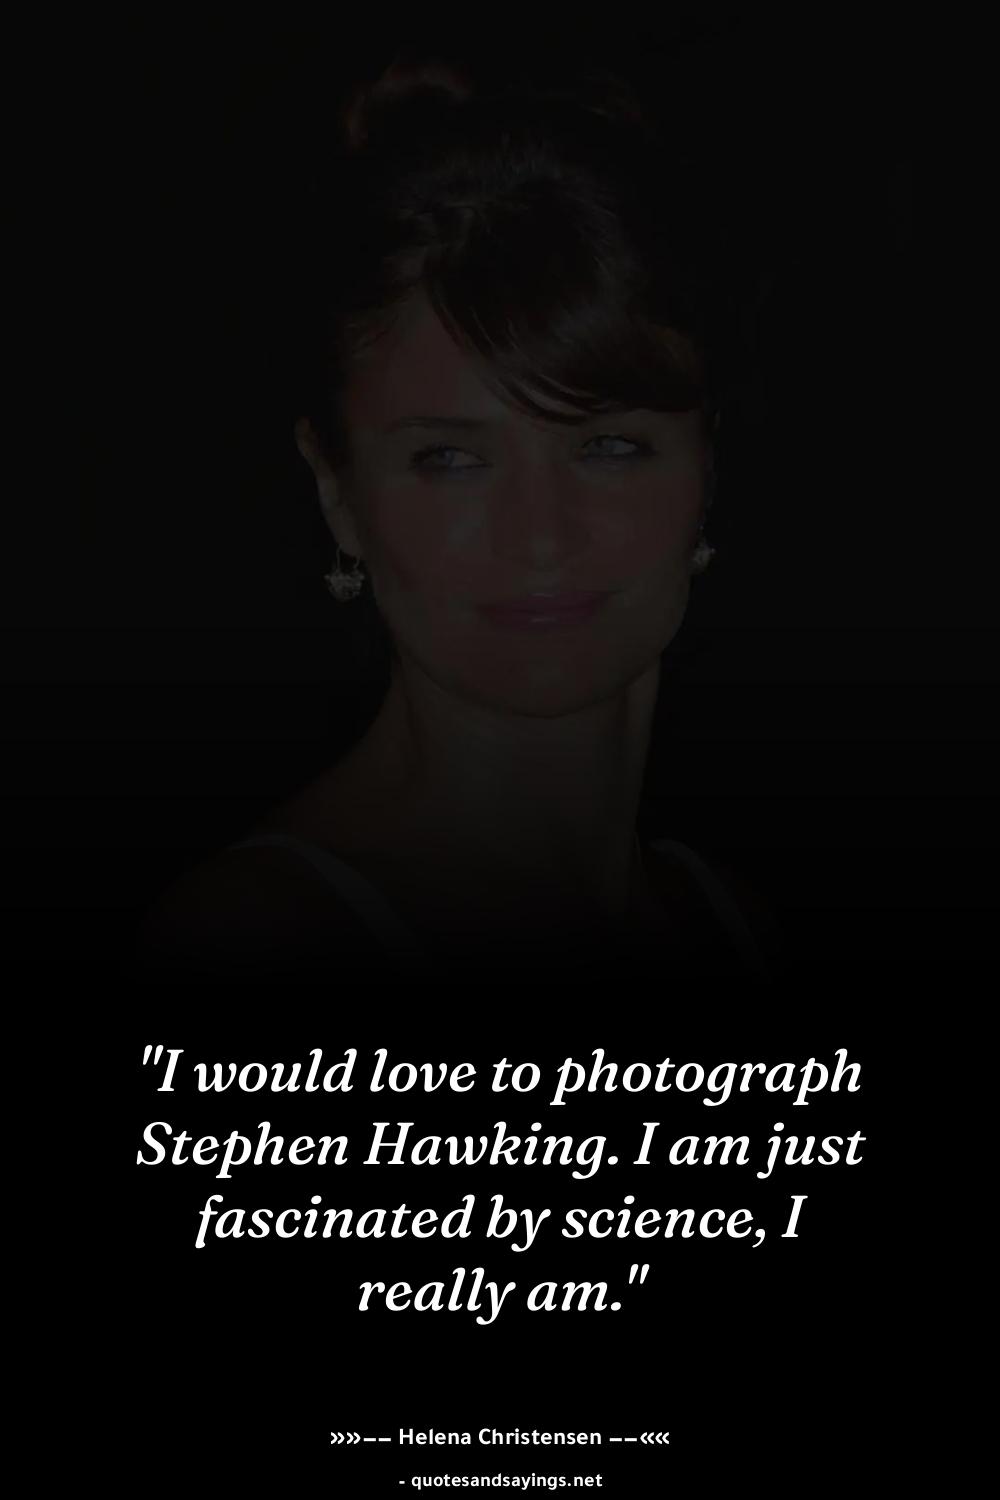 "I would love to photograph
Stephen Hawking. I am just
fascinated by science, I
really am."
»»–– Helena Christensen ––««
- quotesandsayings.net